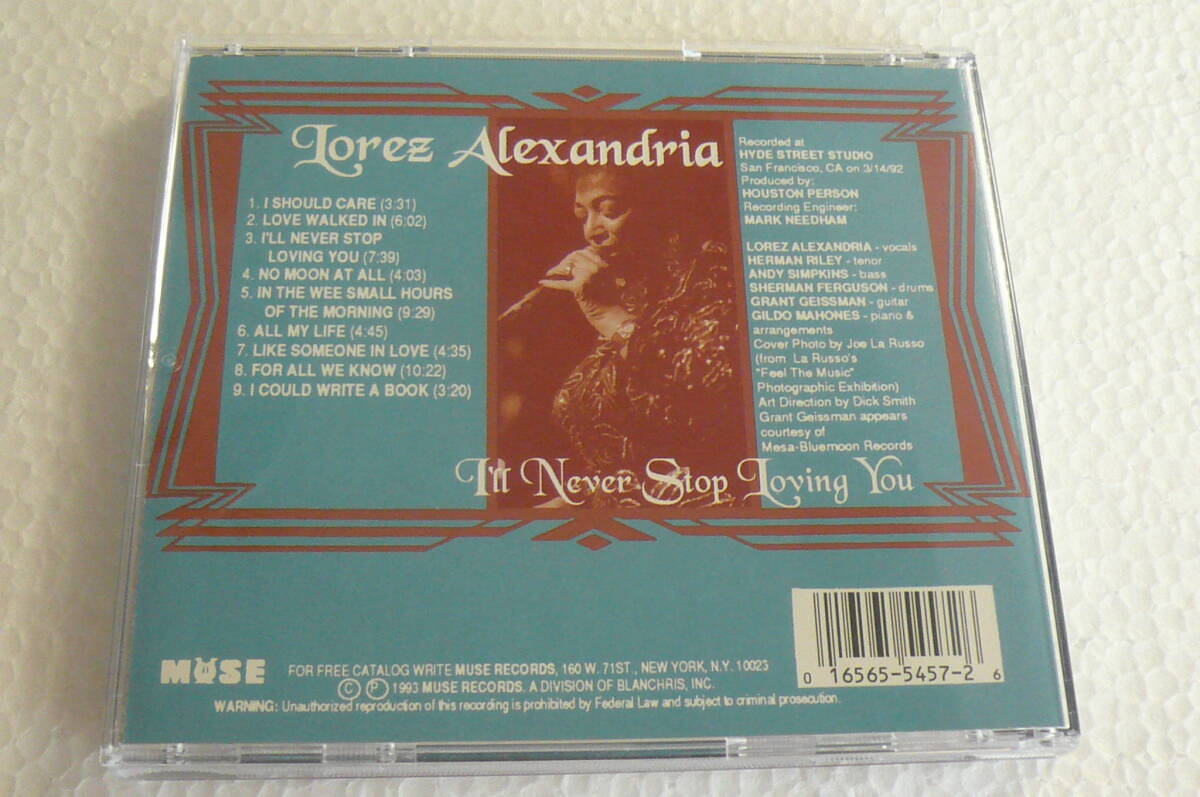 Lorez Alexandria
1. I SHOULD CARE (3:31)
2. LOVE WALKED IN (6:02)
3. I'LL NEVER STOP
LOVING YOU (7:39)
4. NO MOON AT ALL (4:03)
5. IN THE WEE SMALL HOURS
OF THE MORNING (9:29)
6. ALL MY LIFE (4:45)
7. LIKE SOMEONE IN LOVE (4:35)
8. FOR ALL WE KNOW (10:22)
9. I COULD WRITE A BOOK (3:20)
Recorded at
HYDE STREET STUDIO
San Francisco, CA on 3/14/92
Produced by:
HOUSTON PERSON
Recording Engineer:
MARK NEEDHAM
LOREZ ALEXANDRIA - vocals
HERMAN RILEY - tenor
ANDY SIMPKINS - bass
SHERMAN FERGUSON - drums
GRANT GEISSMAN - guitar
GILDO MAHONES - piano &
arrangements
Cover Photo by Joe La Russo
(from La Russo's
"Feel The Music"
Photographic Exhibition)
Art Direction by Dick Smith
Grant Geissman appears
courtesy of
Mesa-Bluemoon Records
I'll Never Stop Loving You
MUSE
FOR FREE CATALOG WRITE MUSE RECORDS, 160 W. 71ST., NEW YORK, N.Y. 10023
© ℗ 1993 MUSE RECORDS. A DIVISION OF BLANCHRIS, INC.
WARNING: Unauthorized reproduction of this recording is prohibited by Federal Law and subject to criminal prosecution.
0 16565-5457-2 6